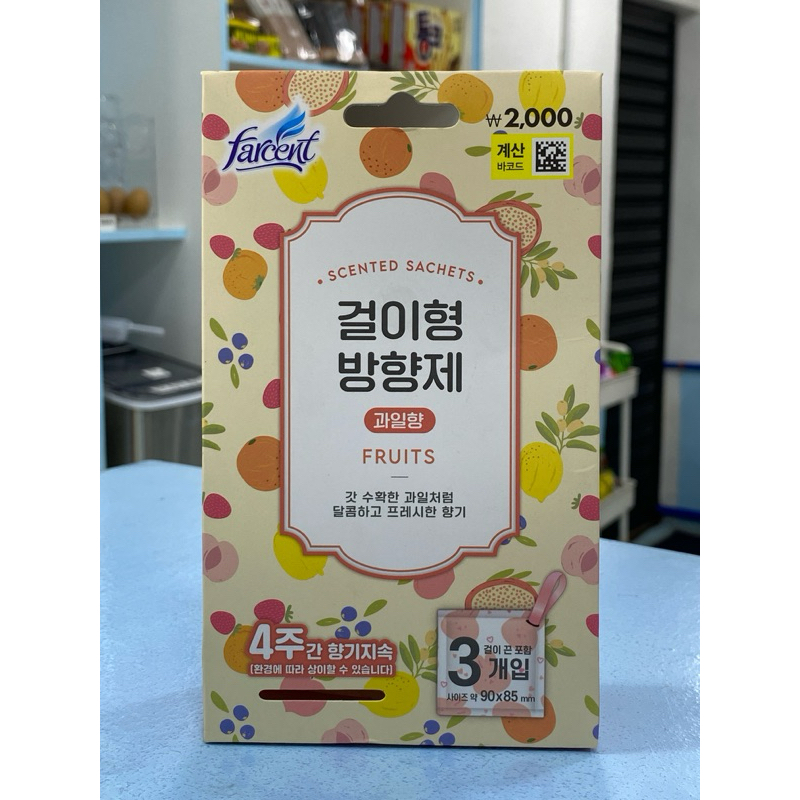 farcent
₩2,000
계산
바코드
SCENTED SACHETS
걸이형
방향제
과일향
FRUITS
갓 수확한 과일처럼
달콤하고 프레시한 향기
4주간 향기지속
(환경에 따라 상이할 수 있습니다)
3개입
걸이 끈 포함
사이즈 약 90x85 mm